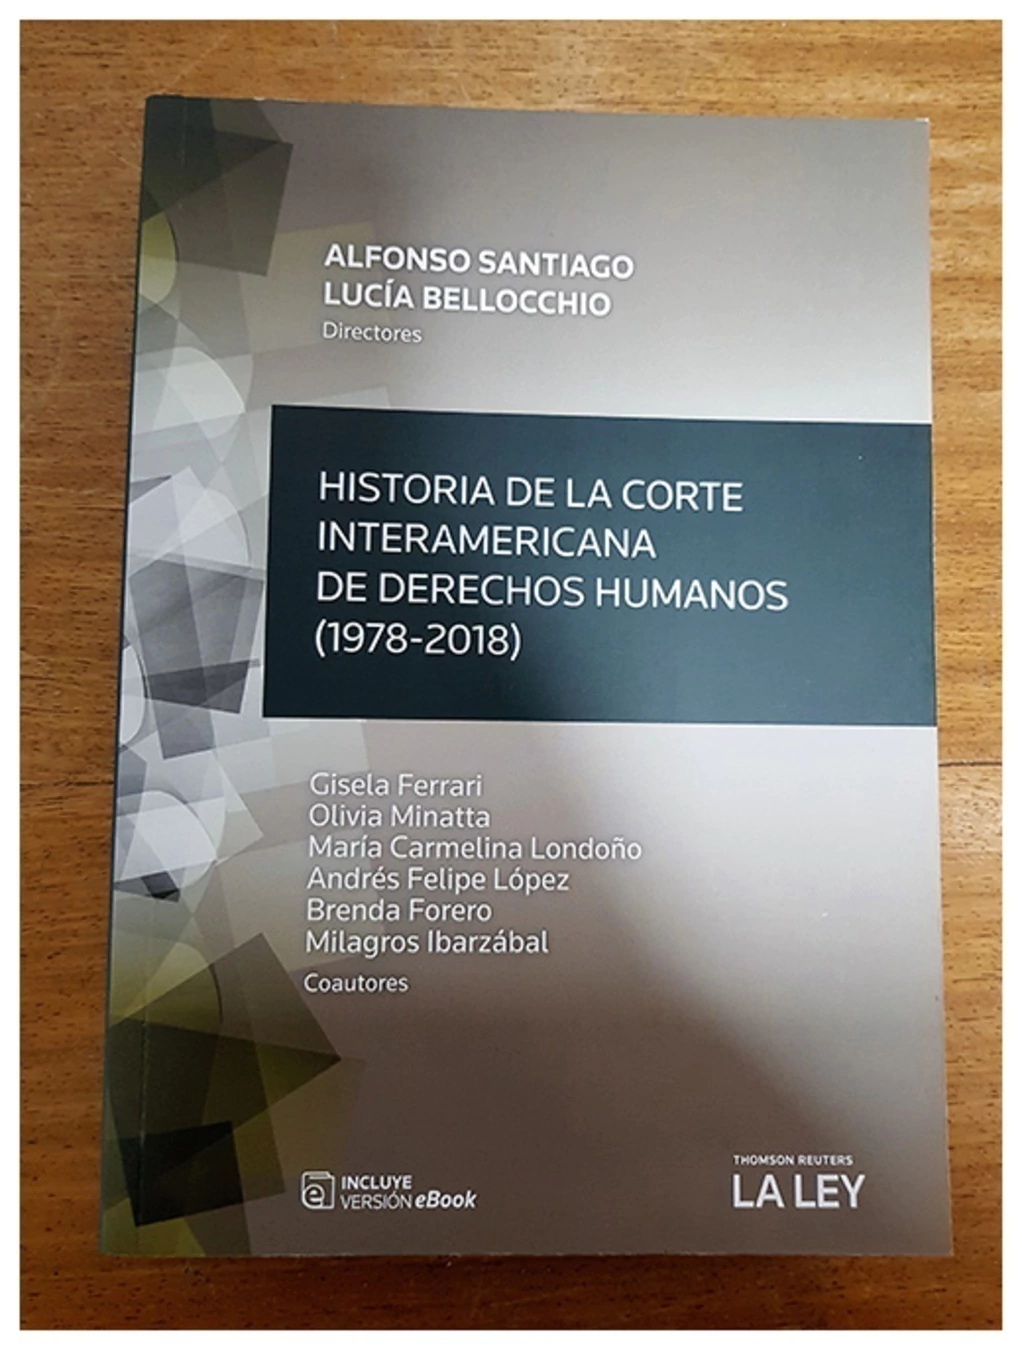 ALFONSO SANTIAGO
LUCÍA BELLOCCHIO
Directores
HISTORIA DE LA CORTE
INTERAMERICANA
DE DERECHOS HUMANOS
(1978-2018)
Gisela Ferrari
Olivia Minatta
María Carmelina Londoño
Andrés Felipe López
Brenda Forero
Milagros Ibarzábal
Coautores
e INCLUYE
VERSIÓN eBook
THOMSON REUTERS
LA LEY